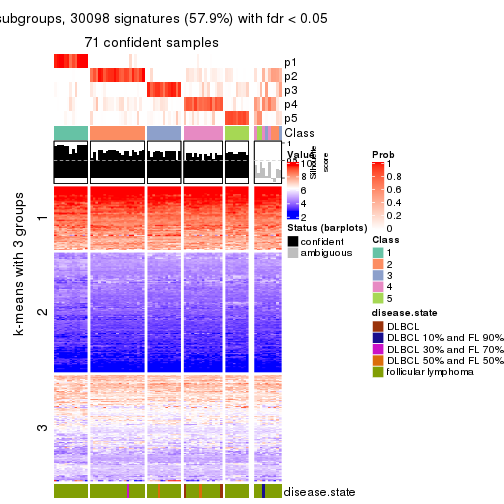 subgroups, 30098 signatures (57.9%) with fdr < 0.05
71 confident samples
p1
p2
p3
p4
p5
Class
1
0.5
Silhouette
score
Value
10
8
6
4
2
Status (barplots)
confident
ambiguous
Prob
1
0.8
0.6
0.4
0.2
0
Class
1
2
3
4
5
disease.state
DLBCL
DLBCL 10% and FL 90%
DLBCL 30% and FL 70%
DLBCL 50% and FL 50%
follicular lymphoma
k-means with 3 groups
1
2
3
disease.state